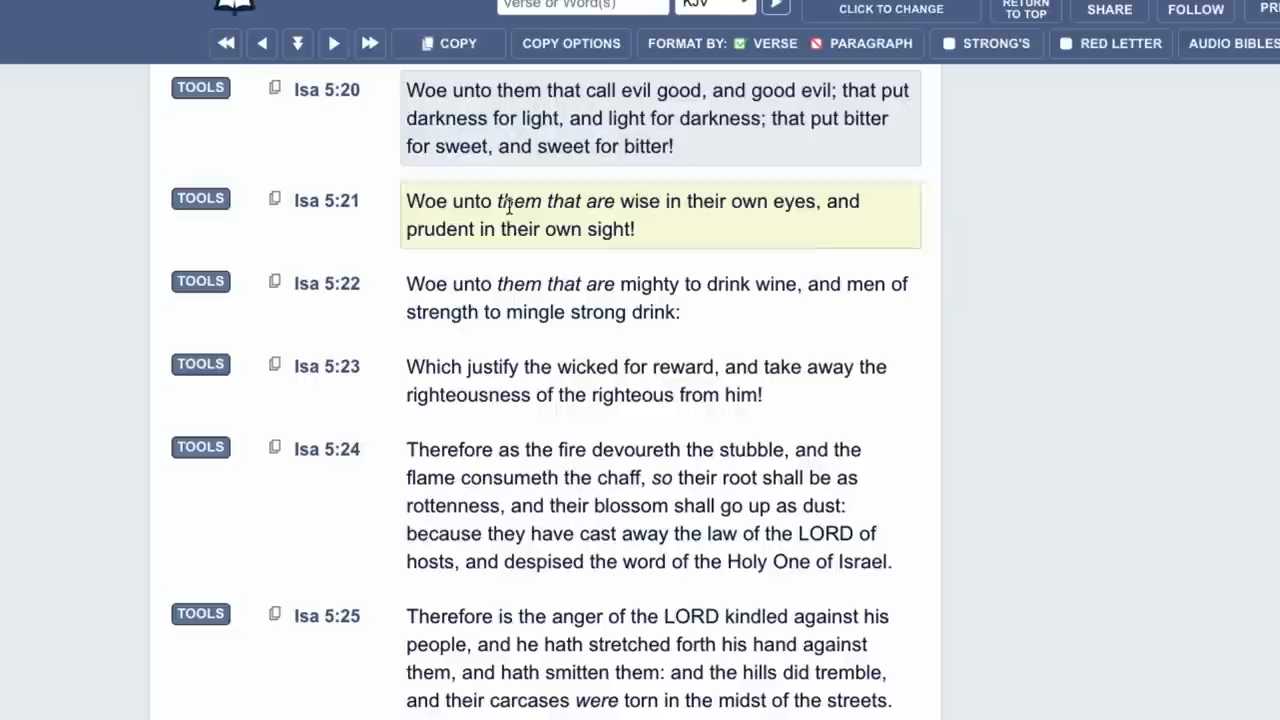 Verse or Word(s) KJV CLICK TO CHANGE RETURN TO TOP SHARE FOLLOW
COPY COPY OPTIONS FORMAT BY: VERSE PARAGRAPH STRONG'S RED LETTER AUDIO BIBLES
TOOLS Isa 5:20 Woe unto them that call evil good, and good evil; that put
darkness for light, and light for darkness; that put bitter
for sweet, and sweet for bitter!
TOOLS Isa 5:21 Woe unto them that are wise in their own eyes, and
prudent in their own sight!
TOOLS Isa 5:22 Woe unto them that are mighty to drink wine, and men of
strength to mingle strong drink:
TOOLS Isa 5:23 Which justify the wicked for reward, and take away the
righteousness of the righteous from him!
TOOLS Isa 5:24 Therefore as the fire devoureth the stubble, and the
flame consumeth the chaff, so their root shall be as
rottenness, and their blossom shall go up as dust:
because they have cast away the law of the LORD of
hosts, and despised the word of the Holy One of Israel.
TOOLS Isa 5:25 Therefore is the anger of the LORD kindled against his
people, and he hath stretched forth his hand against
them, and hath smitten them: and the hills did tremble,
and their carcases were torn in the midst of the streets.